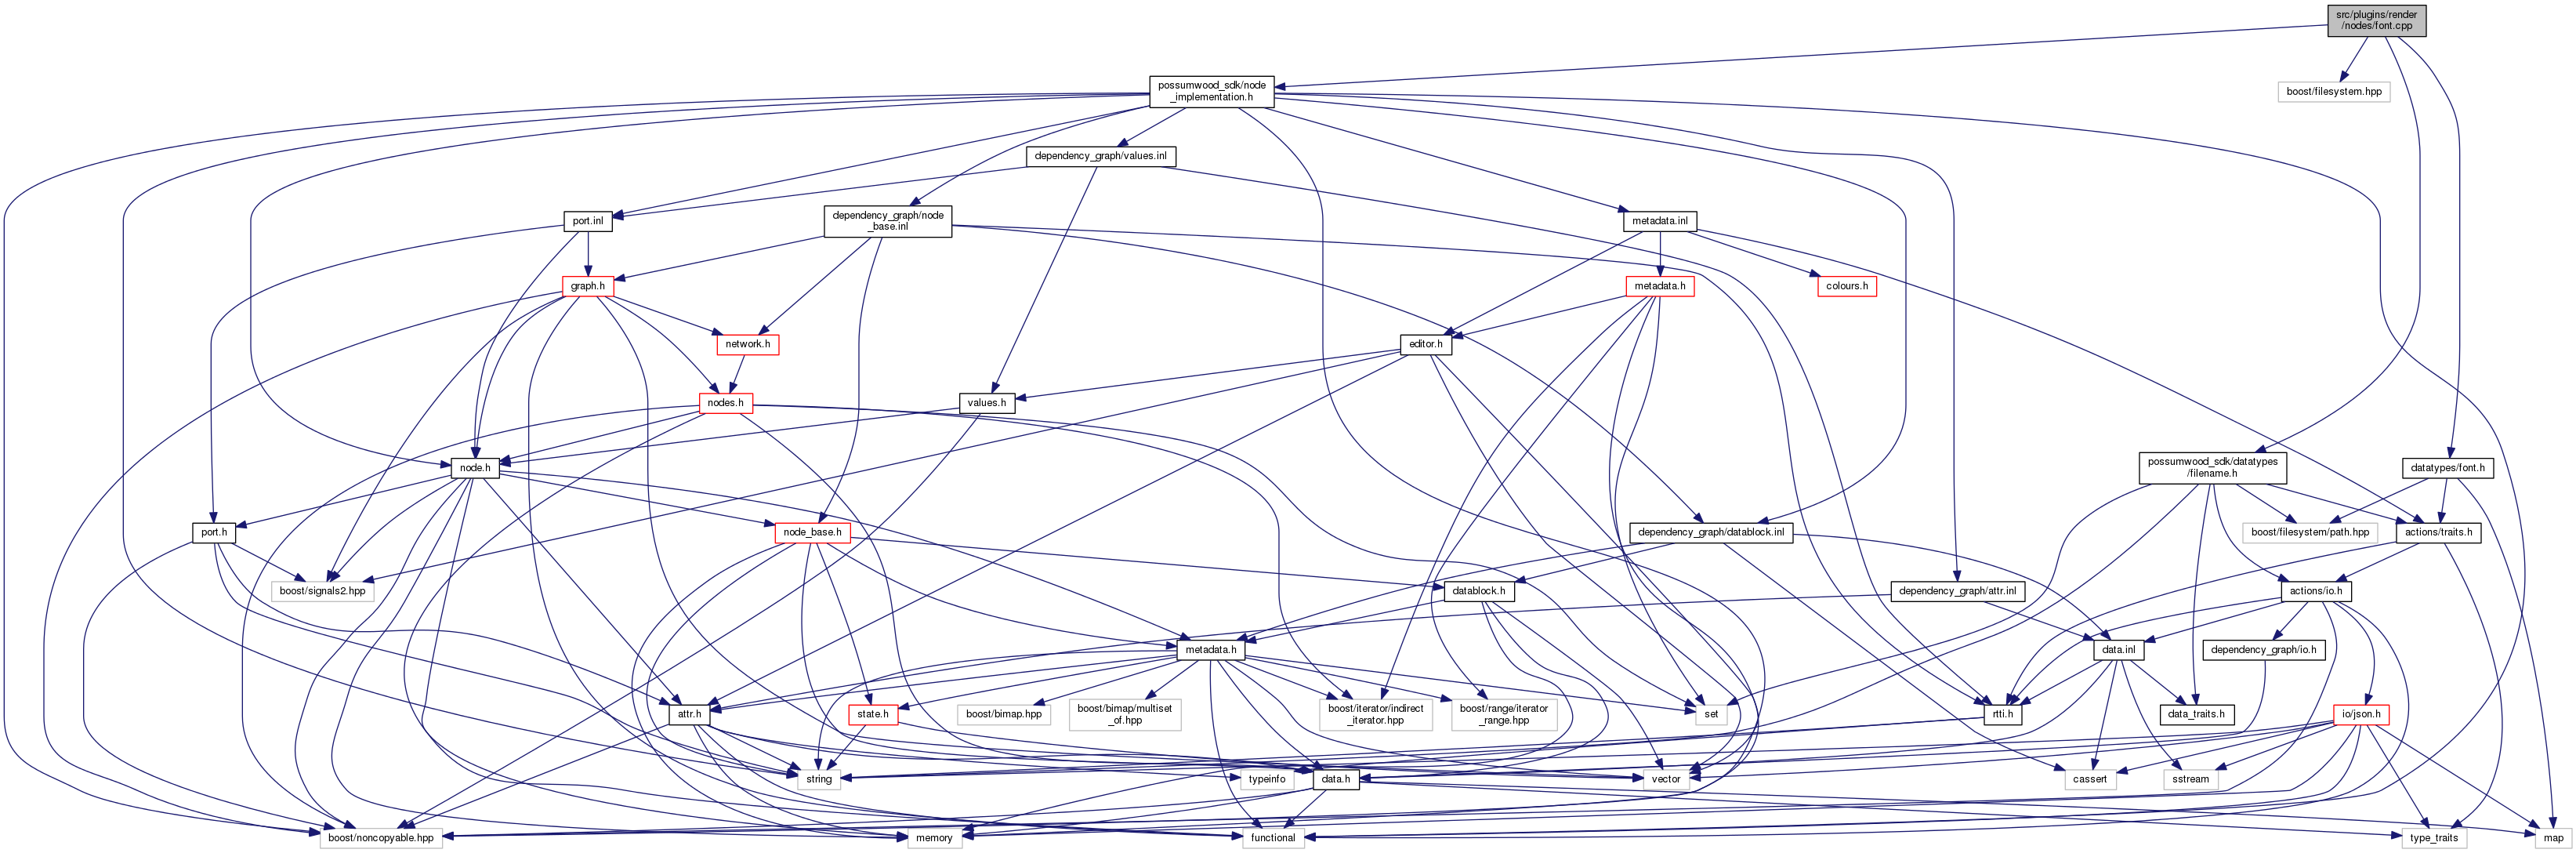 src/plugins/render
/nodes/font.cpp
possumwood_sdk/node
_implementation.h
boost/filesystem.hpp
dependency_graph/values.inl
port.inl
dependency_graph/node
_base.inl
metadata.inl
graph.h
metadata.h
colours.h
network.h
editor.h
nodes.h
values.h
node.h
possumwood_sdk/datatypes
/filename.h
datatypes/font.h
port.h
node_base.h
dependency_graph/datablock.inl
boost/filesystem/path.hpp
actions/traits.h
boost/signals2.hpp
datablock.h
dependency_graph/attr.inl
actions/io.h
metadata.h
data.inl
dependency_graph/io.h
attr.h
state.h
boost/bimap.hpp
boost/bimap/multiset
_of.hpp
boost/iterator/indirect
_iterator.hpp
boost/range/iterator
_range.hpp
set
rtti.h
data_traits.h
io/json.h
string
typeinfo
data.h
vector
cassert
sstream
boost/noncopyable.hpp
memory
functional
type_traits
map